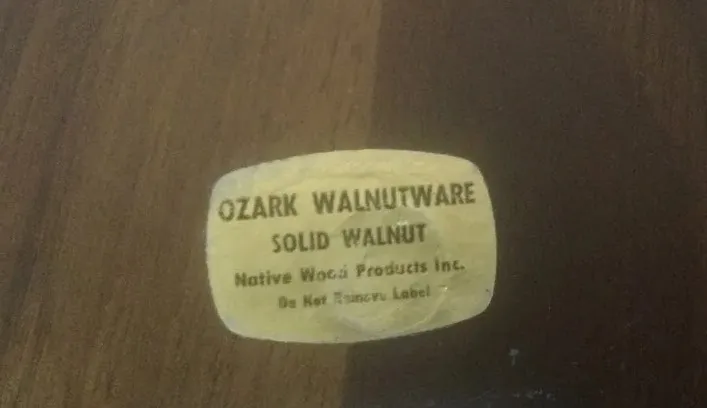 OZARK WALNUTWARE
SOLID WALNUT
Native Wood Products Inc.
Do Not Remove Label